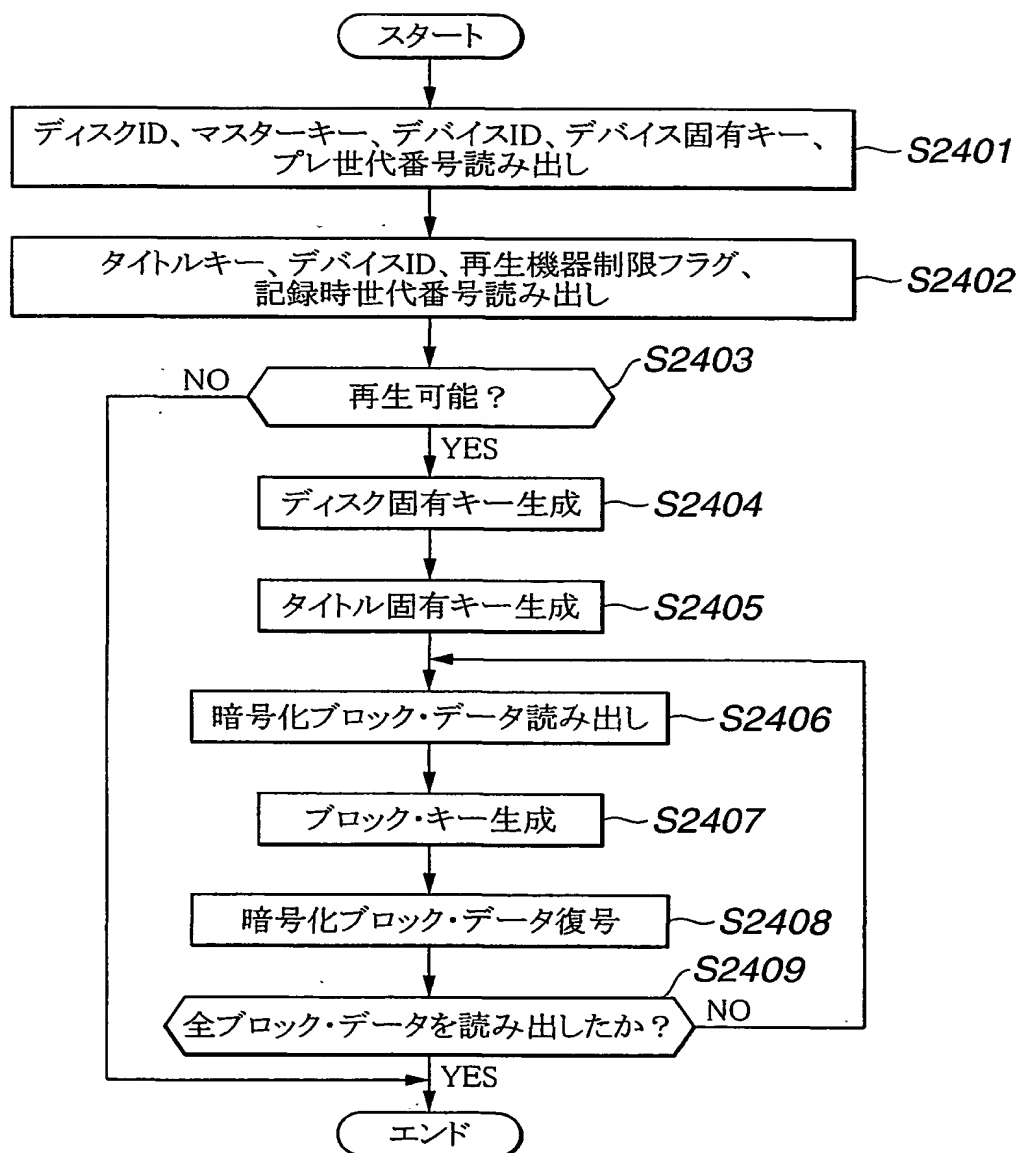 スタート
ディスクID、マスターキー、デバイスID、デバイス固有キー、
プレ世代番号読み出し
S2401
タイトルキー、デバイスID、再生機器制限フラグ、
記録時世代番号読み出し
S2402
S2403
NO
再生可能？
YES
ディスク固有キー生成
S2404
タイトル固有キー生成
S2405
暗号化ブロック・データ読み出し
S2406
ブロック・キー生成
S2407
暗号化ブロック・データ復号
S2408
S2409
全ブロック・データを読み出したか？
NO
YES
エンド